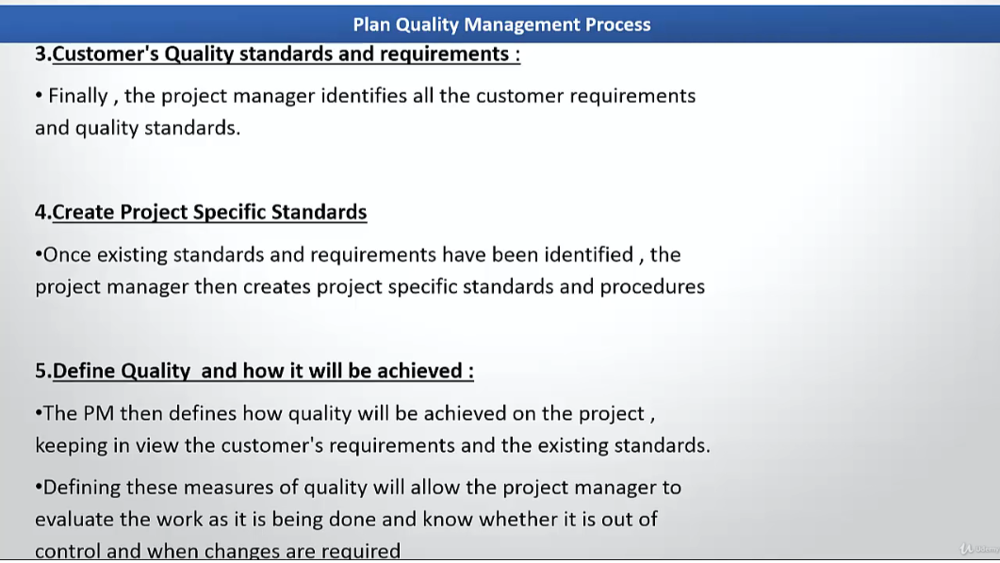 Plan Quality Management Process
3.Customer's Quality standards and requirements :
• Finally , the project manager identifies all the customer requirements
and quality standards.
4.Create Project Specific Standards
•Once existing standards and requirements have been identified , the
project manager then creates project specific standards and procedures
5.Define Quality  and how it will be achieved :
•The PM then defines how quality will be achieved on the project ,
keeping in view the customer's requirements and the existing standards.
•Defining these measures of quality will allow the project manager to
evaluate the work as it is being done and know whether it is out of
control and when changes are required
Udemy